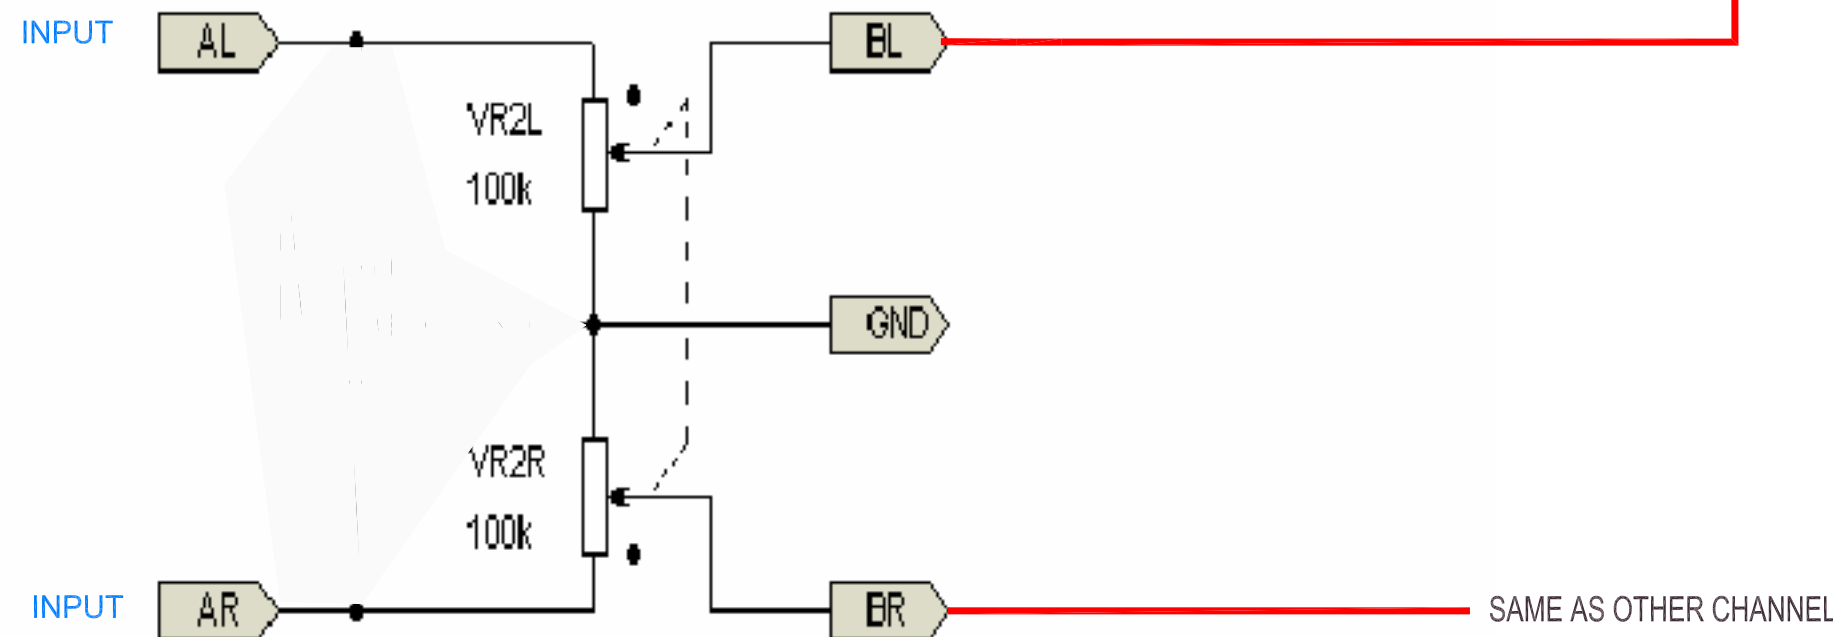 INPUT AL BL
VR2L
100k
GND
VR2R
100k
INPUT AR BR SAME AS OTHER CHANNEL